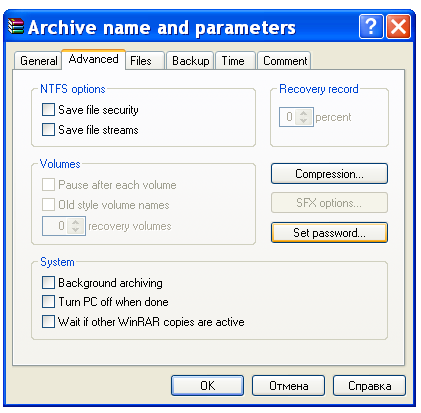 Archive name and parameters
General Advanced Files Backup Time Comment
NTFS options
Save file security
Save file streams
Recovery record
0 percent
Volumes
Pause after each volume
Old style volume names
0 recovery volumes
Compression...
SFX options...
Set password...
System
Background archiving
Turn PC off when done
Wait if other WinRAR copies are active
OK Отмена Справка